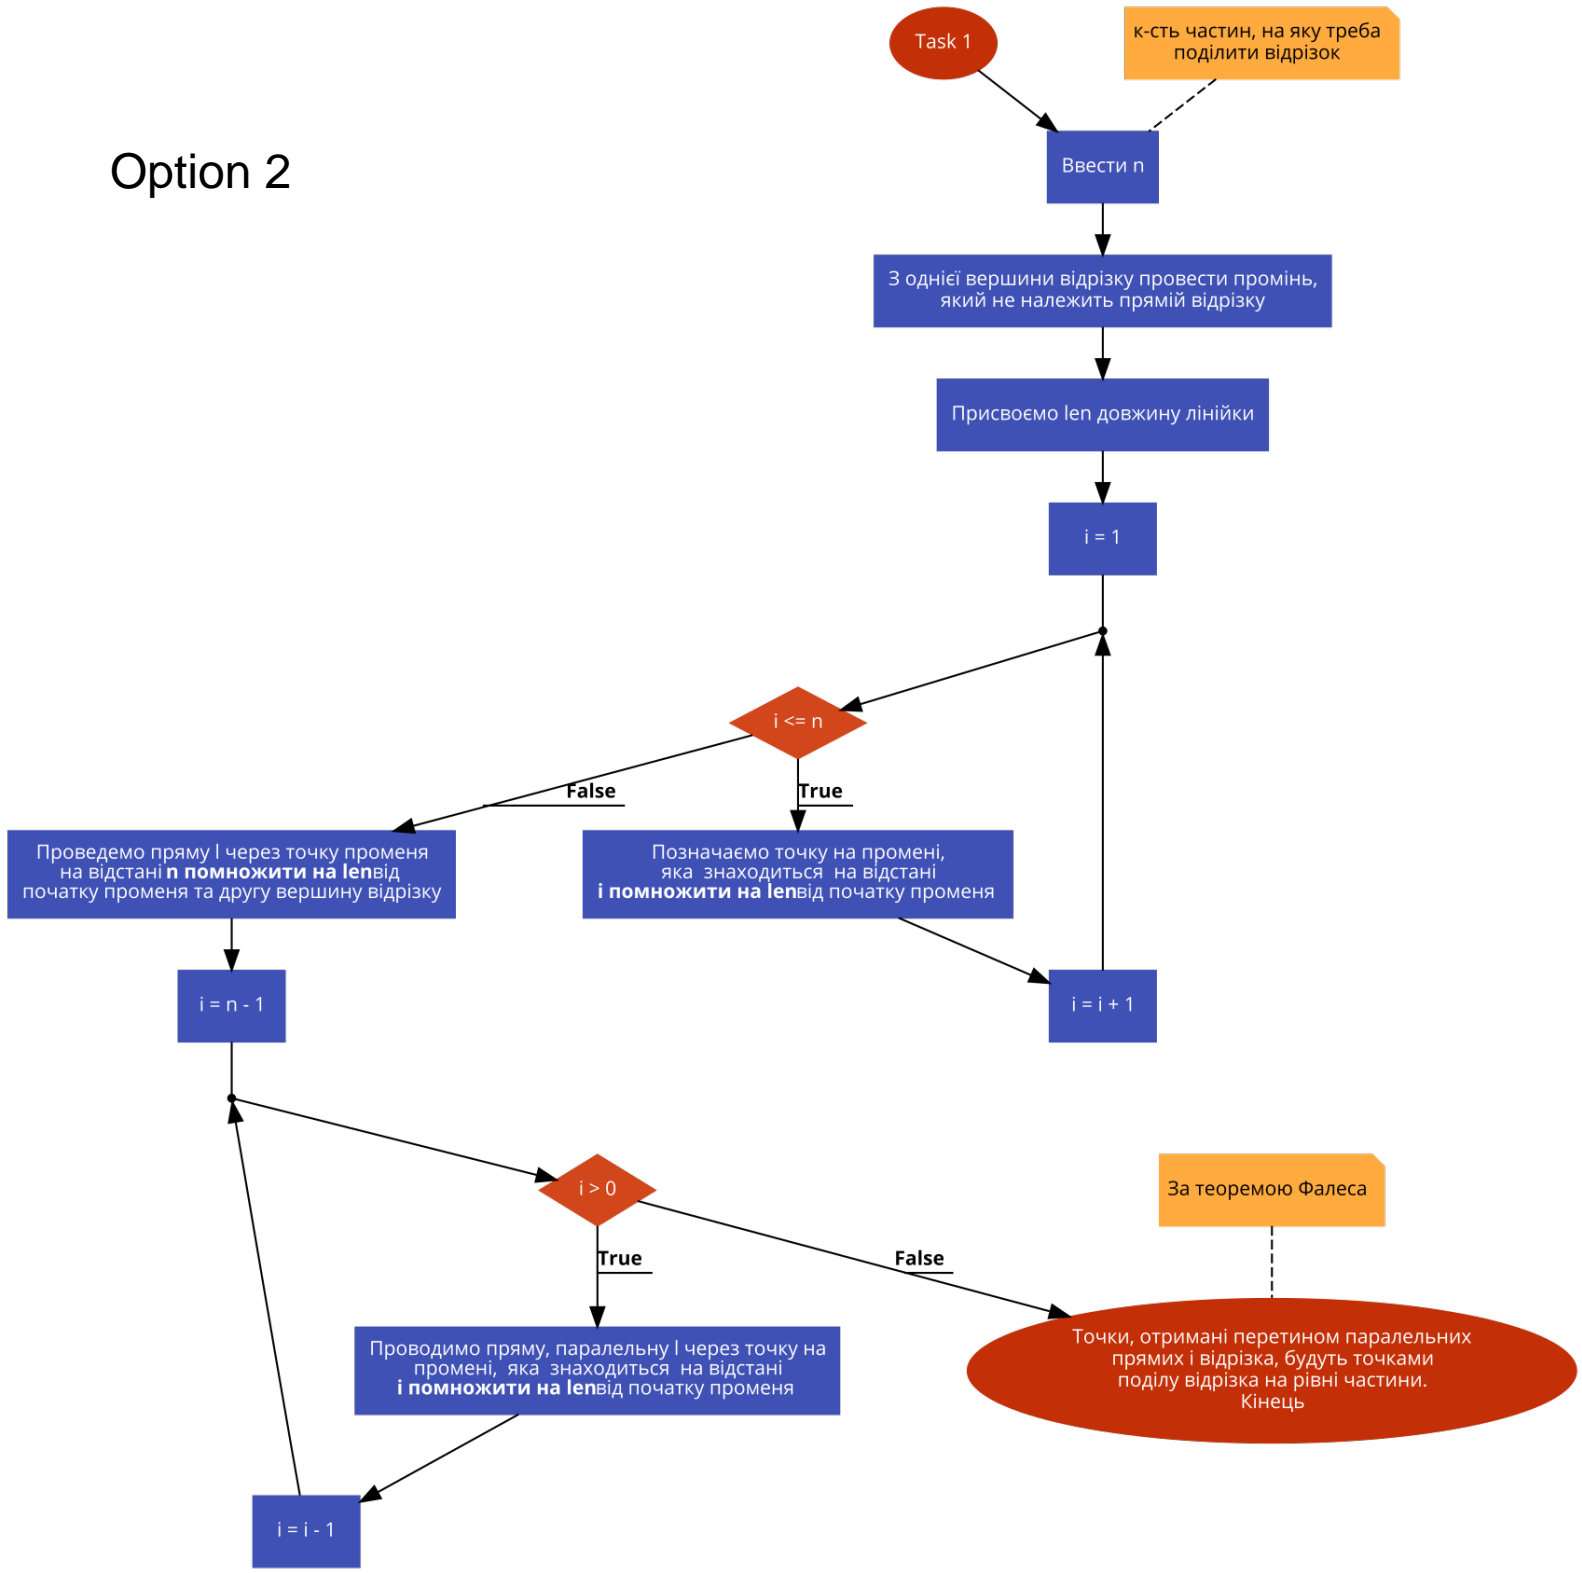 Task 1
к-сть частин, на яку треба
поділити відрізок
Option 2
Ввести n
З однієї вершини відрізку провести промінь,
який не належить прямій відрізку
Присвоємо len довжину лінійки
i = 1
i <= n
False
True
Проведемо пряму l через точку променя
на відстані n помножити на lenвід
початку променя та другу вершину відрізку
Позначаємо точку на промені,
яка знаходиться на відстані
i помножити на lenвід початку променя
i = n - 1
i = i + 1
i > 0
За теоремою Фалеса
True
False
Проводимо пряму, паралельну l через точку на
промені, яка знаходиться на відстані
i помножити на lenвід початку променя
Точки, отримані перетином паралельних
прямих і відрізка, будуть точками
поділу відрізка на рівні частини.
Кінець
i = i - 1